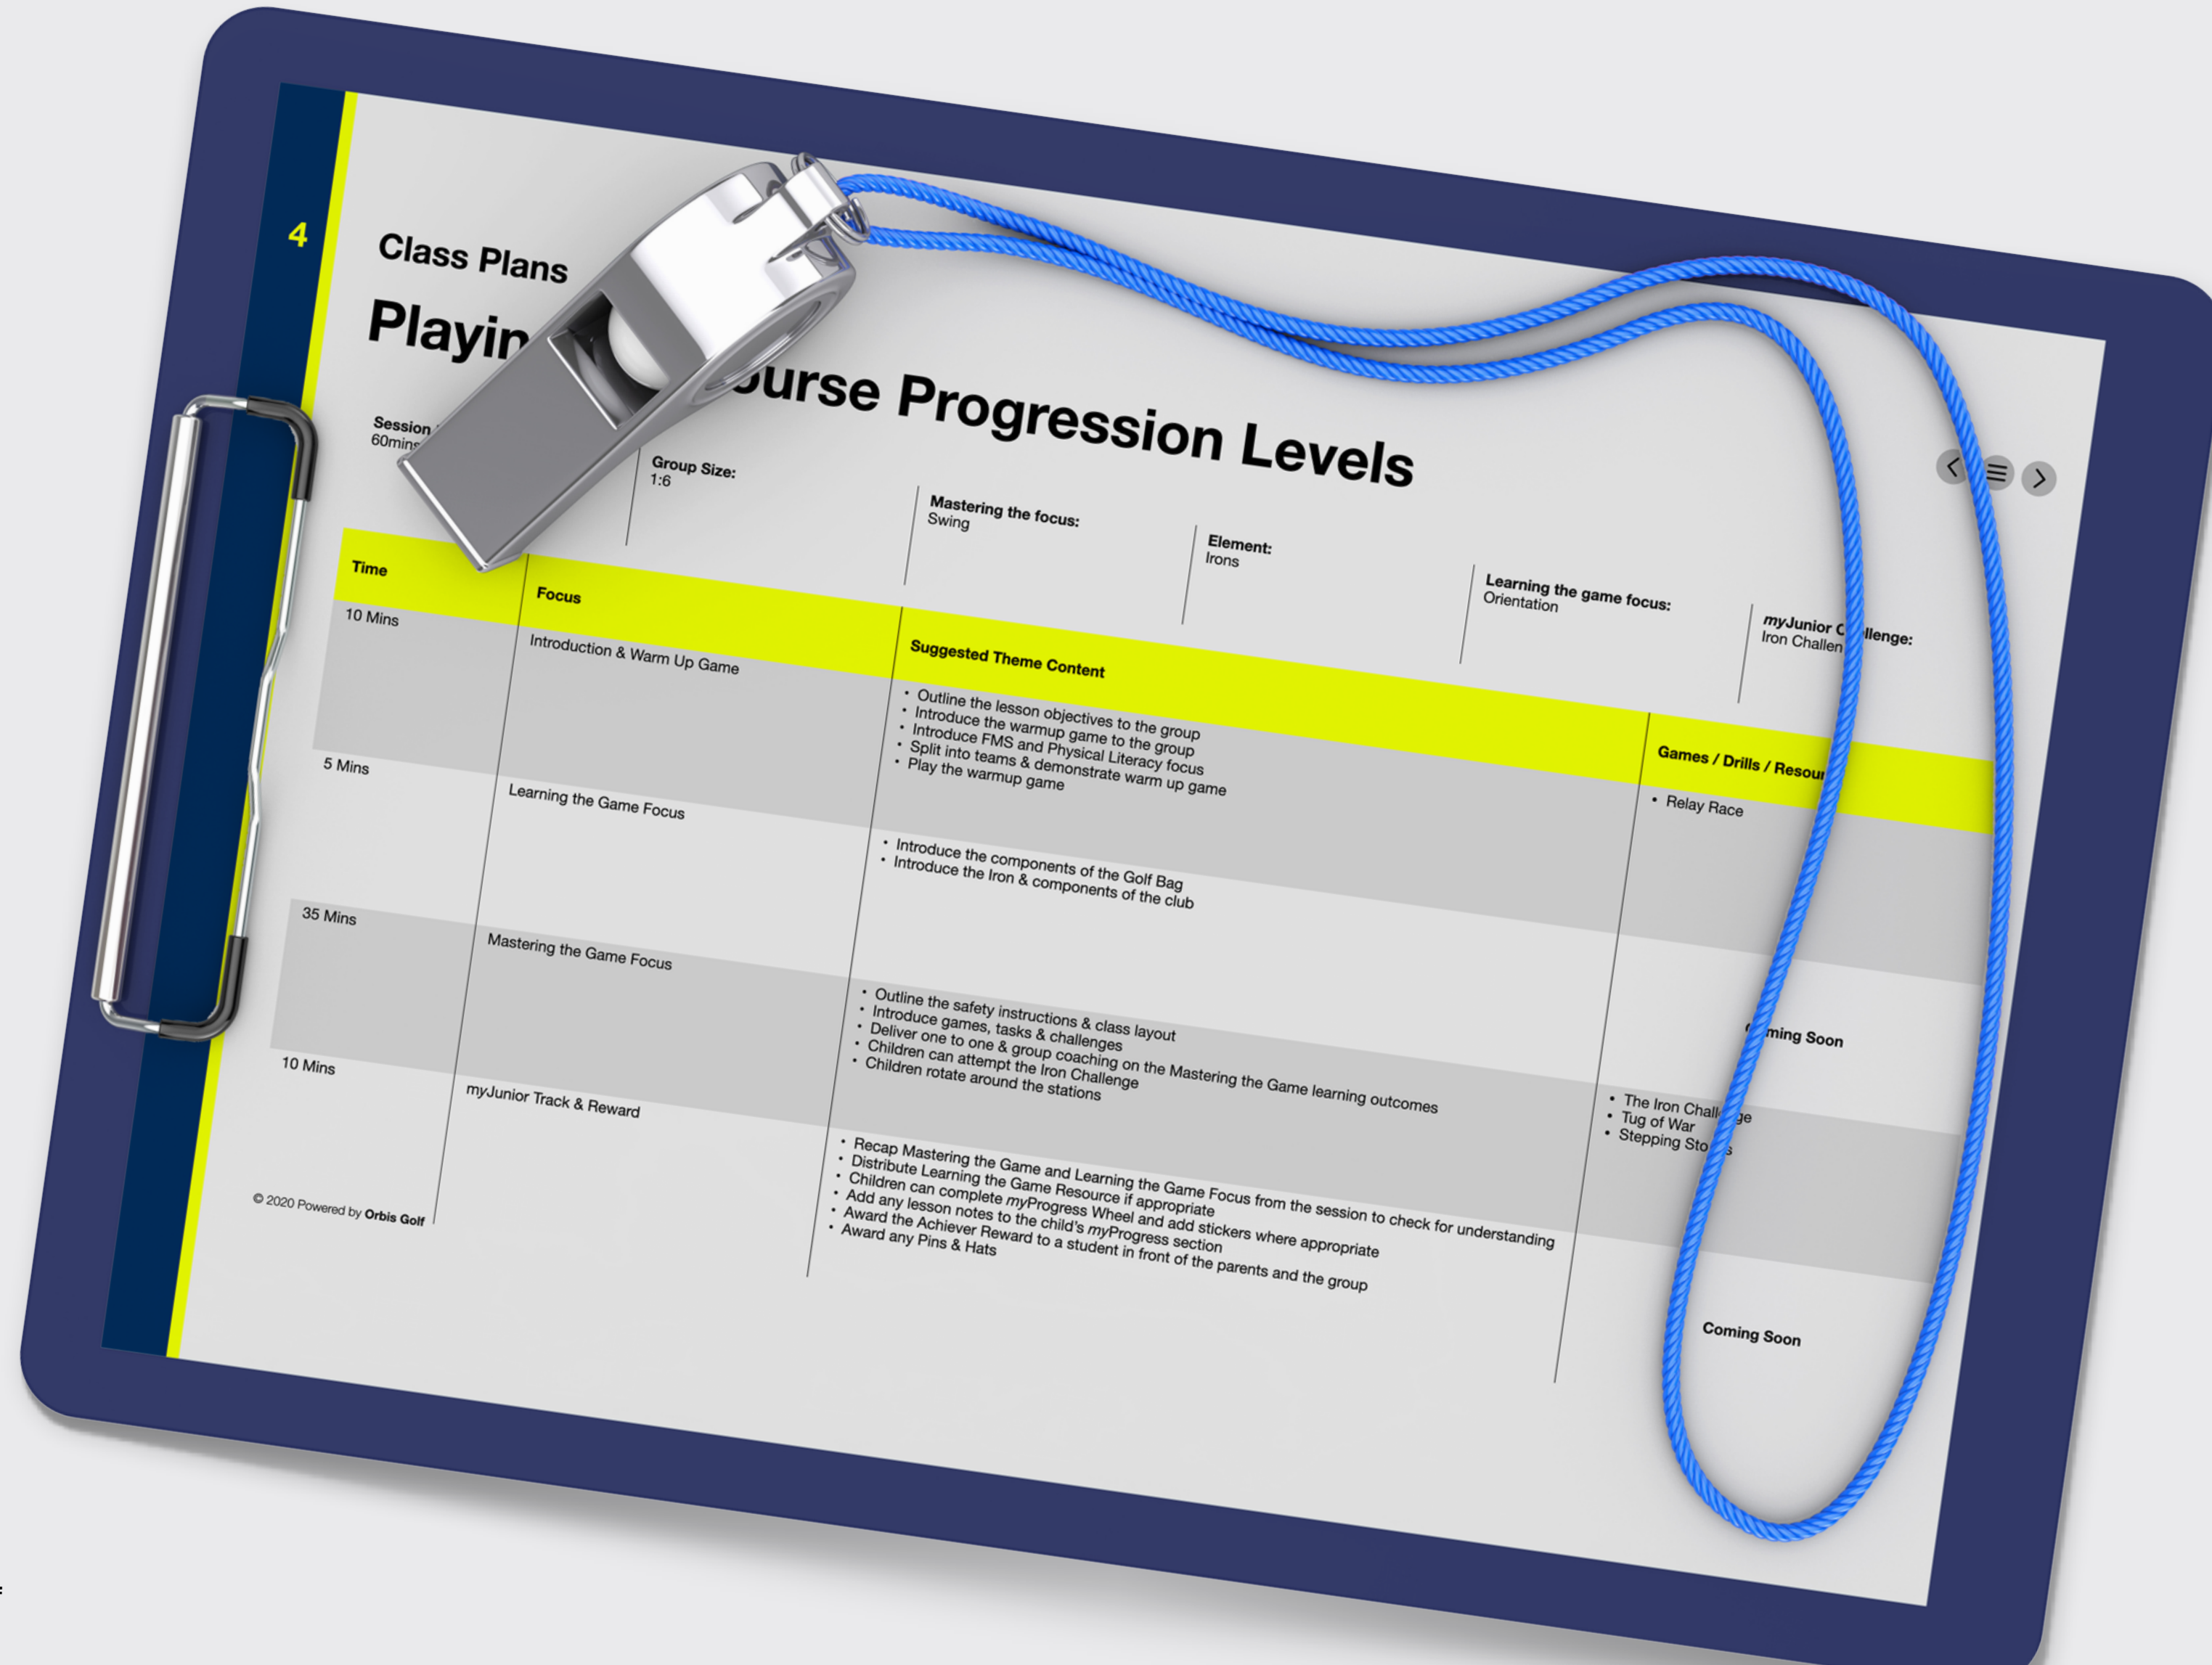 4
Class Plans
Playin ourse Progression Levels
Session
60mins
Group Size:
1:6
Mastering the focus:
Swing
Element:
Irons
Learning the game focus:
Orientation
myJunior C llenge:
Iron Challen
Time
Focus
Suggested Theme Content
Games / Drills / Resour
10 Mins
Introduction & Warm Up Game
• Outline the lesson objectives to the group
• Introduce the warmup game to the group
• Introduce FMS and Physical Literacy focus
• Split into teams & demonstrate warm up game
• Play the warmup game
• Relay Race
5 Mins
Learning the Game Focus
• Introduce the components of the Golf Bag
• Introduce the Iron & components of the club
ming Soon
35 Mins
Mastering the Game Focus
• Outline the safety instructions & class layout
• Introduce games, tasks & challenges
• Deliver one to one & group coaching on the Mastering the Game learning outcomes
• Children can attempt the Iron Challenge
• Children rotate around the stations
• The Iron Chall ge
• Tug of War
• Stepping Sto s
10 Mins
myJunior Track & Reward
• Recap Mastering the Game and Learning the Game Focus from the session to check for understanding
• Distribute Learning the Game Resource if appropriate
• Children can complete myProgress Wheel and add stickers where appropriate
• Add any lesson notes to the child's myProgress section
• Award the Achiever Reward to a student in front of the parents and the group
• Award any Pins & Hats
Coming Soon
© 2020 Powered by Orbis Golf